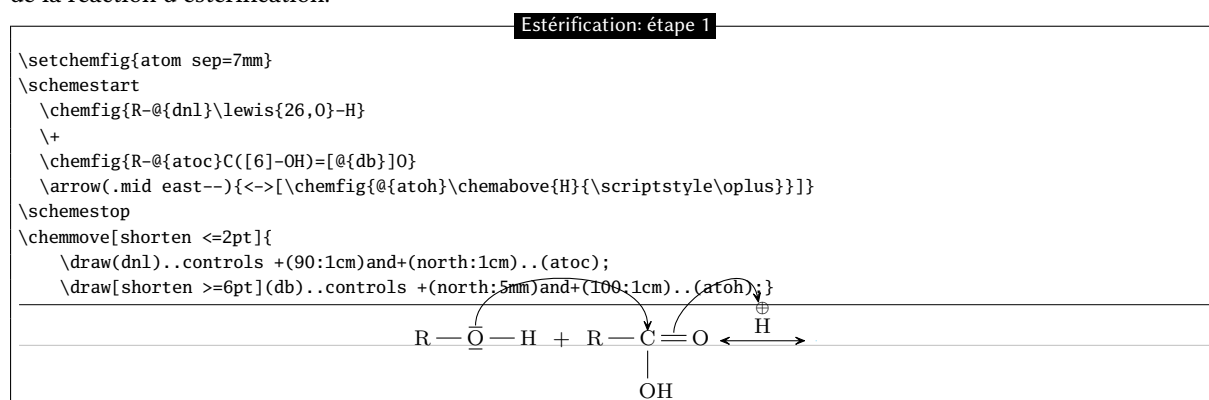 de la réaction d'estérification.
Estérification: étape 1
\setchemfig{atom sep=7mm}
\schemestart
\chemfig{R-@{dnl}\lewis{26,O}-H}
\+
\chemfig{R-@{atoc}C([6]-OH)=[@{db}]O}
\arrow(.mid east--){<->[\chemfig{@{atoh}\chemabove{H}{\scriptstyle\oplus}}]}
\schemestop
\chemmove[shorten <=2pt]{
\draw(dnl)..controls +(90:1cm)and+(north:1cm)..(atoc);
\draw[shorten >=6pt](db)..controls +(north:5mm)and+(100:1cm)..(atoh);}
⊕
H
R — O — H + R — C = O
OH